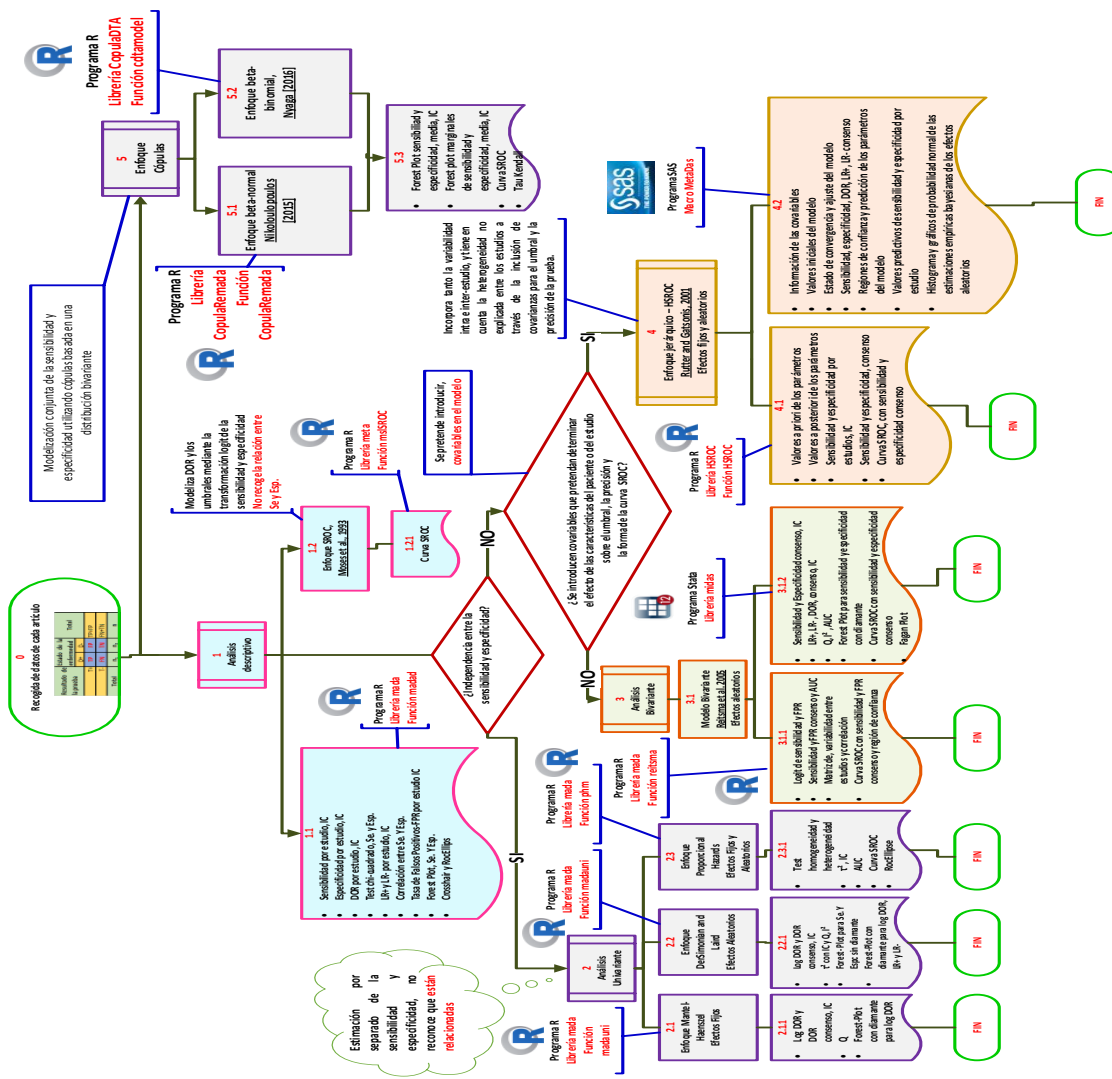 0
Recogida de datos de cada artículo
Resultado de la prueba
Estado de la enfermedad
Total
D+
D-
Total
n
1
Análisis descriptivo
1.1
Sensibilidad por estudio, IC
Especificidad por estudio, IC
DOR por estudio, IC
Test chi-quadrado, Se. y Esp.
LR+ y LR- por estudio, IC
Correlación entre Se. Y Esp.
Tasa de Falsos Positivos-FPR por estudio IC
Forest Plot, Se. Y Esp.
Crosshair y RocEllips
Programa R
Librería mada
Función madad
1.2
Enfoque SROC,
Moses et al., 1993
Modeliza DOR y los
umbrales mediante la
transformación logit de la
sensibilidad y especificidad
No recoge la relación entre
Se y Esp.
1.2.1
Curva SROC
Programa R
Librería meta
Función mslSROC
¿Independencia entre la
sensibilidad y especificidad?
SI
NO
Estimación por
separado de la
sensibilidad y
especificidad, no
reconoce que están
relacionadas
2
Análisis
Univariante
2.1
Enfoque Mantel-
Haenszel
Efectos Fijos
Programa R
Librería mada
Función
madauni
2.1.1
Log DOR y
DOR
consenso, IC
Q
Forest-Plot
con diamante
para log DOR
FIN
2.2
Enfoque
DerSimonian and
Laird
Efectos Aleatorios
Programa R
Librería mada
Función madauni
2.2.1
log DOR y DOR
consenso, IC
τ² con IC y Q, I²
Forest-Plot para Se. Y
Espc sin diamante
Forest-Plot con
diamante para log DOR,
LR+ y LR-
FIN
2.3
Enfoque
Proportional
Hazards
Efectos Fijos y
Aleatorios
Programa R
Librería mada
Función phm
2.3.1
Test
homogeneidad y
heterogeneidad
τ², IC
AUC
Curva SROC
RocEllipse
FIN
¿Se introducen covariables que pretendan determinar
el efecto de las características del paciente o del estudio
sobre el umbral, la precisión y
la forma de la curva SROC?
NO
SI
Se pretende introducir,
covariables en el modelo
3
Análisis
Bivariante
3.1
Modelo Bivariante
Reitsma et al. 2005
Efectos aleatorios
Programa R
Librería mada
Función reitsma
3.1.1
Logit de sensibilidad y FPR
Sensibilidad y FPR consenso y AUC
Matriz de, variabilidad entre
estudios y correlación
Curva SROC con sensibilidad y FPR
consenso y región de confianza
FIN
Programa Stata
Librería midas
3.1.2
Sensibilidad y Especificidad consenso, IC
LR+, LR-, DOR, consenso, IC
Q, I², AUC
Forest Plot para sensibilidad y especificidad
con diamante
Curva SROC con sensibilidad y especificidad
consenso
Fagan Plot
FIN
Incorpora tanto la variabilidad
intra e inter-estudio, y tiene en
cuenta la heterogeneidad no
explicada entre los estudios a
través de la inclusión de
covarianzas para el umbral y la
precisión de la prueba.
4
Enfoque jerárquico – HSROC
Rutter and Gatsonis, 2001
Efectos fijos y aleatorios
Programa R
Librería HSROC
Función HSROC
4.1
Valores a priori de los parámetros
Valores a posteriori de los parámetros
Sensibilidad y especificidad por
estudios, IC
Sensibilidad y especificidad, consenso
Curva SROC, con sensibilidad y
especificidad consenso
FIN
sas
THE POWER TO KNOW
Programa SAS
Macro MetaDas
4.2
Información de las covariables
Valores iniciales del modelo
Estado de convergencia y ajuste del modelo
Sensibilidad, especificidad, DOR, LR+, LR- consenso
Regiones de confianza y predicción de los parámetros
del modelo
Valores predictivos de sensibilidad y especificidad por
estudio
Histograma y gráficos de probabilidad normal de las
estimaciones empíricas bayesianas de los efectos
aleatorios
FIN
Modelización conjunta de la sensibilidad y
especificidad utilizando cópulas basada en una
distribución bivariante
5
Enfoque
Cópulas
5.1
Enfoque beta-normal
Nikoloulopoulos
[2015]
Programa R
Librería
CopulaRemada
Función
CopulaRemada
5.2
Enfoque beta-
binomial,
Nyaga [2016]
Programa R
Librería CopulaDTA
Función cdtamodel
5.3
Forest Plot sensibilidad y
especificidad, media, IC
Forest plot marginales
de sensibilidad y
especificidad, media, IC
Curva SROC
Tau Kendall